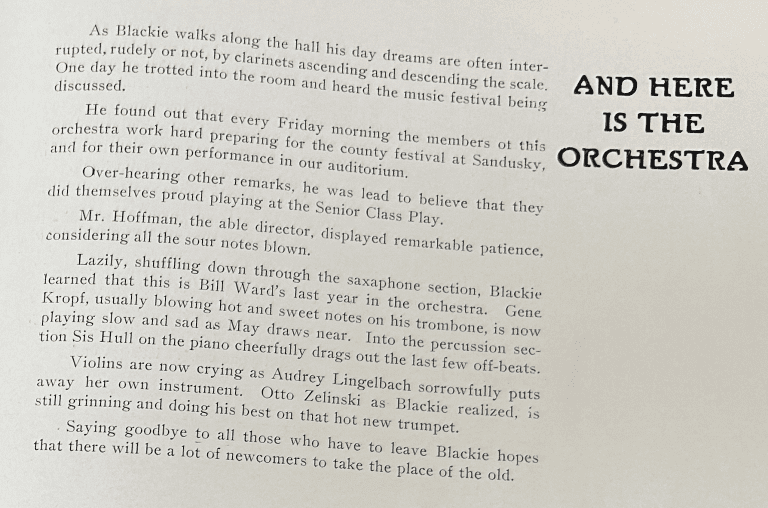 As Blackie walks along the hall his day dreams are often inter-
rupted, rudely or not, by clarinets ascending and descending the scale.
One day he trotted into the room and heard the music festival being
discussed.
He found out that every Friday morning the members of this
orchestra work hard preparing for the county festival at Sandusky,
and for their own performance in our auditorium.
Over-hearing other remarks, he was lead to believe that they
did themselves proud playing at the Senior Class Play.
Mr. Hoffman, the able director, displayed remarkable patience,
considering all the sour notes blown.
Lazily, shuffling down through the saxaphone section, Blackie
learned that this is Bill Ward's last year in the orchestra. Gene
Kropf, usually blowing hot and sweet notes on his trombone, is now
playing slow and sad as May draws near. Into the percussion sec-
tion Sis Hull on the piano cheerfully drags out the last few off-beats.
Violins are now crying as Audrey Lingelbach sorrowfully puts
away her own instrument. Otto Zelinski as Blackie realized, is
still grinning and doing his best on that hot new trumpet.
Saying goodbye to all those who have to leave Blackie hopes
that there will be a lot of newcomers to take the place of the old.
AND HERE
IS THE
ORCHESTRA